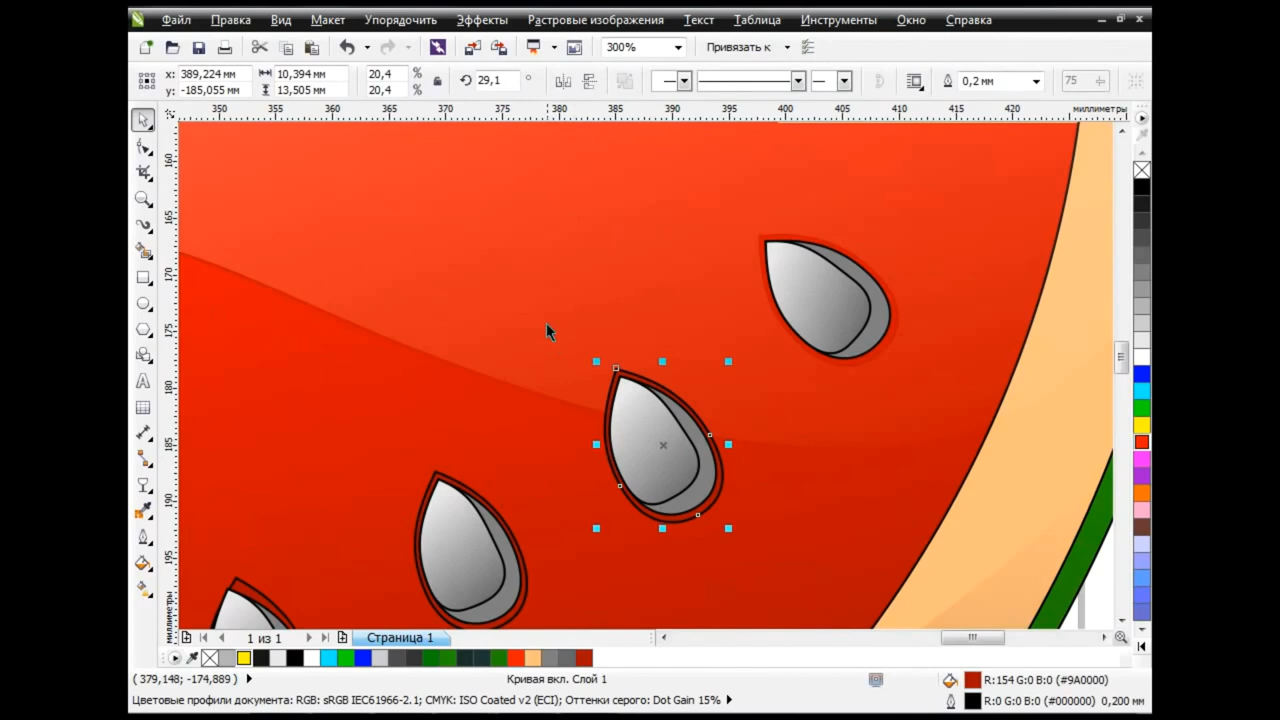 Файл Правка Вид Макет Упорядочить Эффекты Растровые изображения Текст Таблица Инструменты Окно Справка
300% Привязать к
x: 389,224 мм 10,394 мм 20,4 % 29,1 ° 0,2 мм 75
y: -185,055 мм 13,505 мм 20,4 %
350 355 360 365 370 375 380 385 390 395 400 405 410 415 420 миллиметры
160
165
170
175
180
185
190
195
миллиметры
1 из 1 Страница 1
( 379,148; -174,889 ) Кривая вкл. Слой 1 R:154 G:0 B:0 (#9A0000)
Цветовые профили документа: RGB: sRGB IEC61966-2.1; CMYK: ISO Coated v2 (ECI); Оттенки серого: Dot Gain 15% R:0 G:0 B:0 (#000000) 0,200 мм